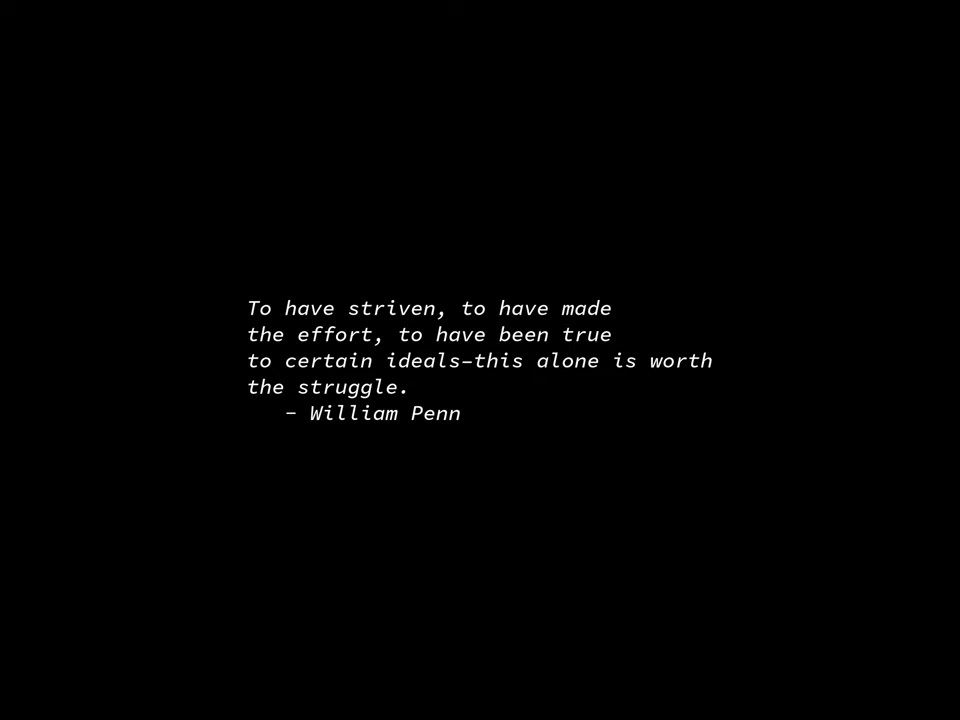 To have striven, to have made
the effort, to have been true
to certain ideals–this alone is worth
the struggle.
– William Penn